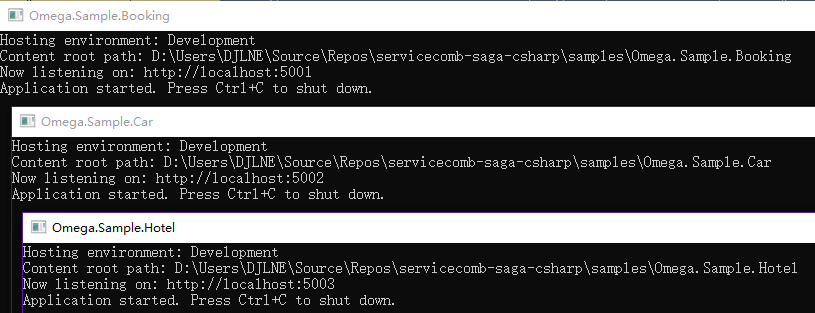 Omega.Sample.Booking
Hosting environment: Development
Content root path: D:\Users\DJLNE\Source\Repos\servicecomb-saga-csharp\samples\Omega.Sample.Booking
Now listening on: http://localhost:5001
Application started. Press Ctrl+C to shut down.
Omega.Sample.Car
Hosting environment: Development
Content root path: D:\Users\DJLNE\Source\Repos\servicecomb-saga-csharp\samples\Omega.Sample.Car
Now listening on: http://localhost:5002
Application started. Press Ctrl+C to shut down.
Omega.Sample.Hotel
Hosting environment: Development
Content root path: D:\Users\DJLNE\Source\Repos\servicecomb-saga-csharp\samples\Omega.Sample.Hotel
Now listening on: http://localhost:5003
Application started. Press Ctrl+C to shut down.